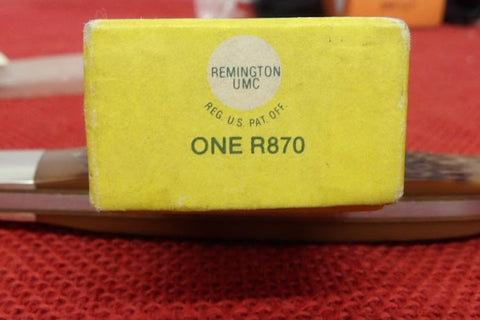 REMINGTON
UMC
REG. U.S. PAT. OFF.
ONE R870